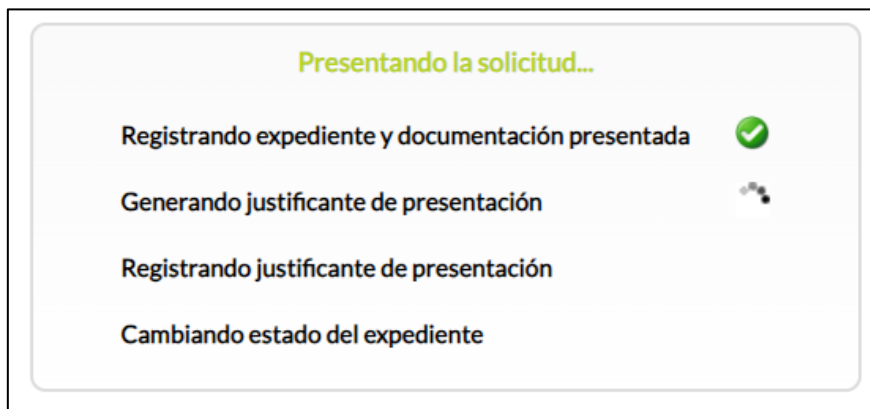 Presentando la solicitud...
Registrando expediente y documentación presentada
Generando justificante de presentación
Registrando justificante de presentación
Cambiando estado del expediente